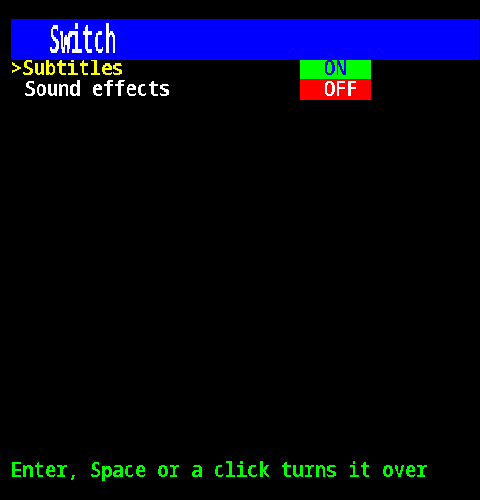 Switch
>Subtitles ON
Sound effects OFF
Enter, Space or a click turns it over